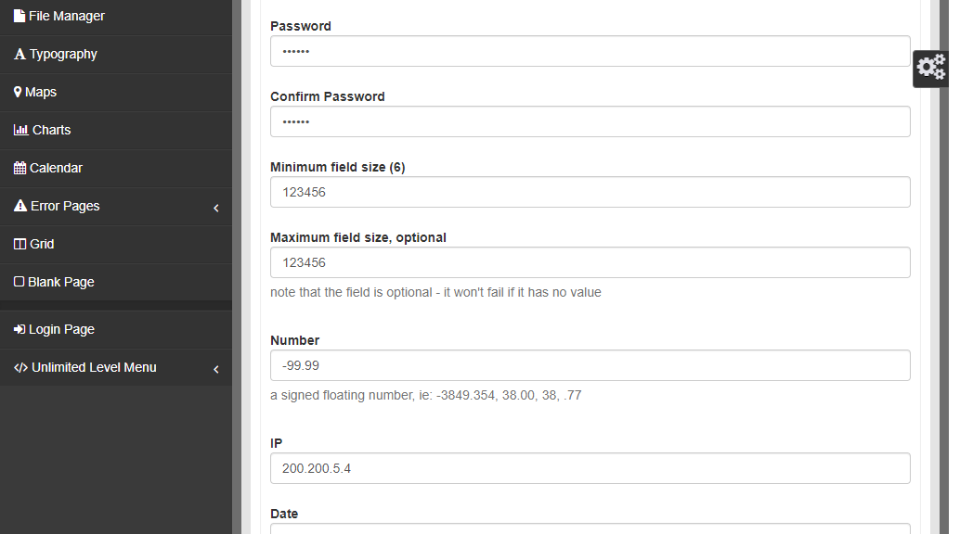 File Manager
Typography
Maps
Charts
Calendar
Error Pages
Grid
Blank Page
Login Page
Unlimited Level Menu
Password
••••••
Confirm Password
••••••
Minimum field size (6)
123456
Maximum field size, optional
123456
note that the field is optional - it won't fail if it has no value
Number
-99.99
a signed floating number, ie: -3849.354, 38.00, 38, .77
IP
200.200.5.4
Date